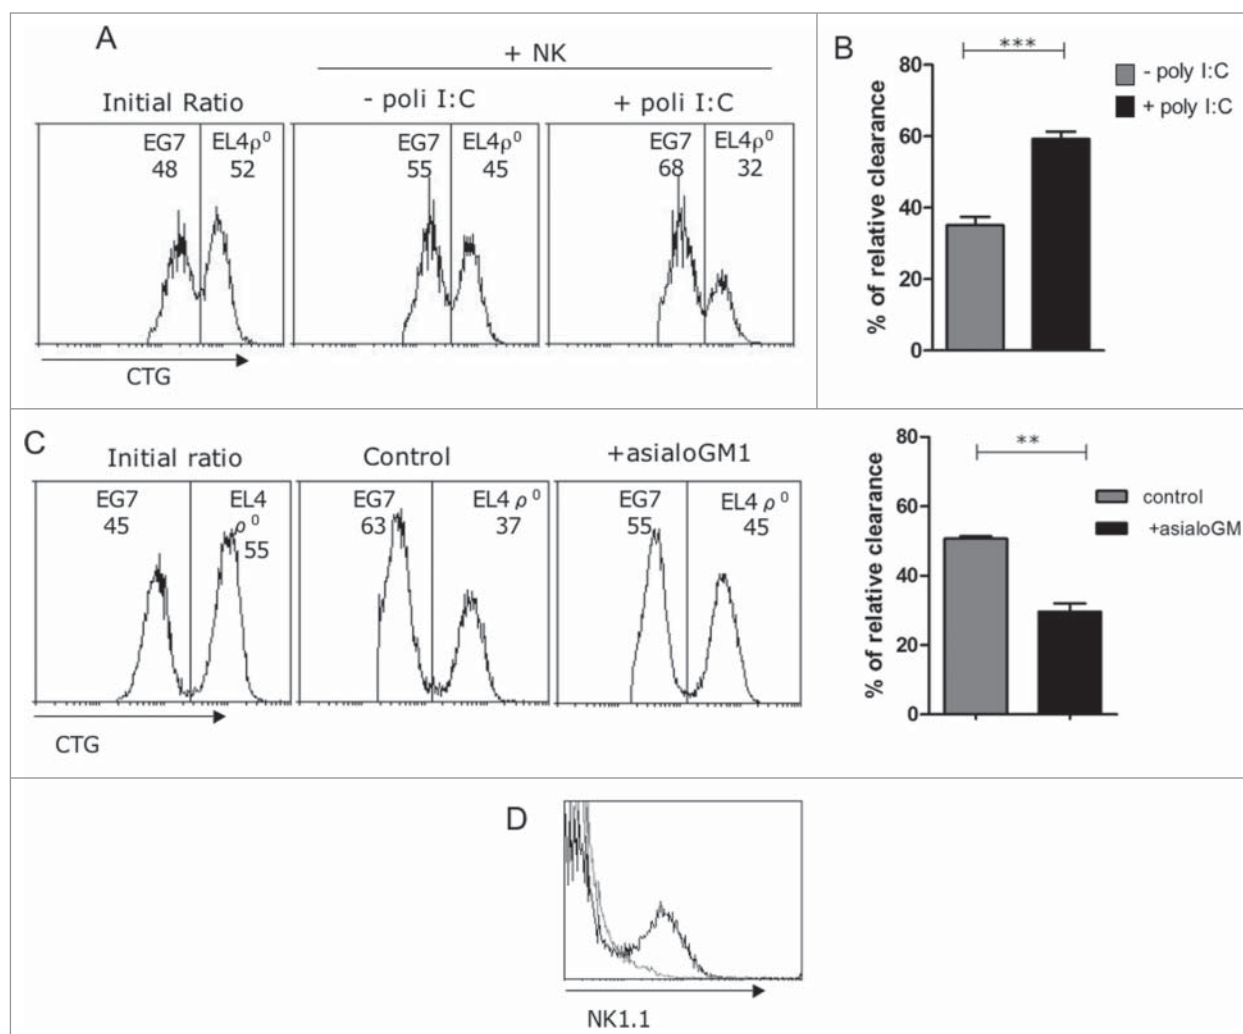 A
+ NK
Initial Ratio
- poli I:C
+ poli I:C
EG7
48
EL4ρ⁰
52
EG7
55
EL4ρ⁰
45
EG7
68
EL4ρ⁰
32
CTG
B
***
- poly I:C
+ poly I:C
% of relative clearance
80
60
40
20
0
C
Initial ratio
Control
+asialoGM1
EG7
45
EL4
ρ⁰
55
EG7
63
EL4 ρ⁰
37
EG7
55
EL4 ρ⁰
45
CTG
**
control
+asialoGM
% of relative clearance
80
60
40
20
0
D
NK1.1